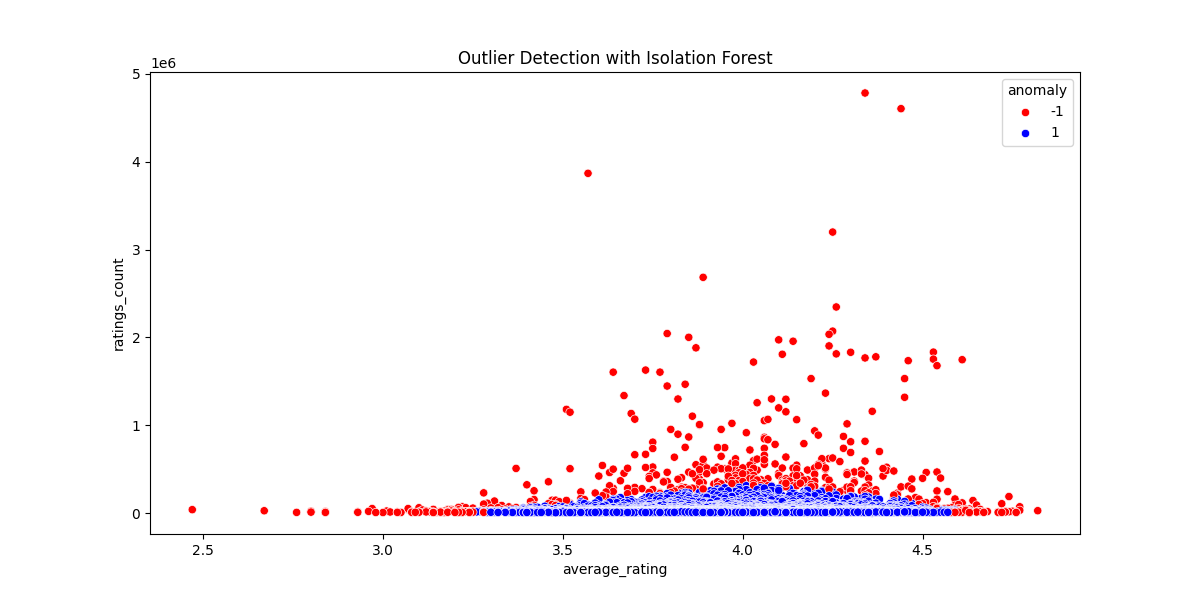 Outlier Detection with Isolation Forest
1e6
5
4
3
2
1
0
ratings_count
2.5 3.0 3.5 4.0 4.5
average_rating
anomaly
-1
1